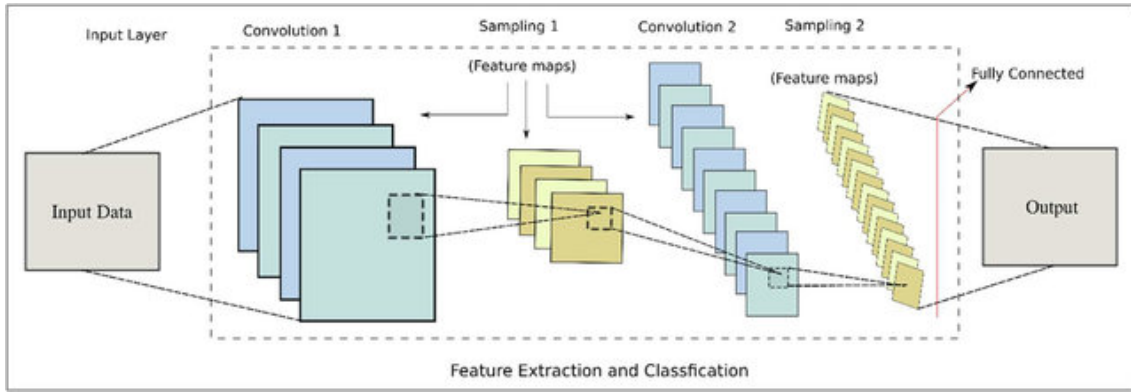 Input Layer
Convolution 1
Sampling 1
Convolution 2
Sampling 2
(Feature maps)
(Feature maps)
Fully Connected
Input Data
Output
Feature Extraction and Classfication